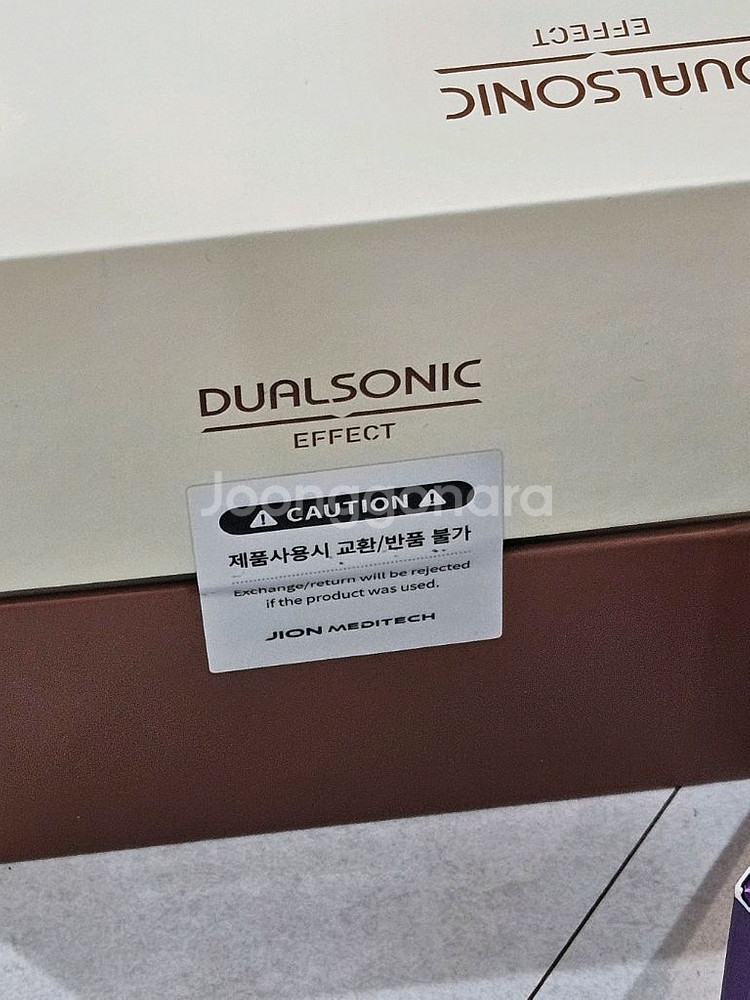 EFFECT
DUALSONIC
DUALSONIC
EFFECT
Joonggonara
CAUTION
제품사용시 교환/반품 불가
Exchange/return will be rejected
if the product was used.
JION MEDITECH